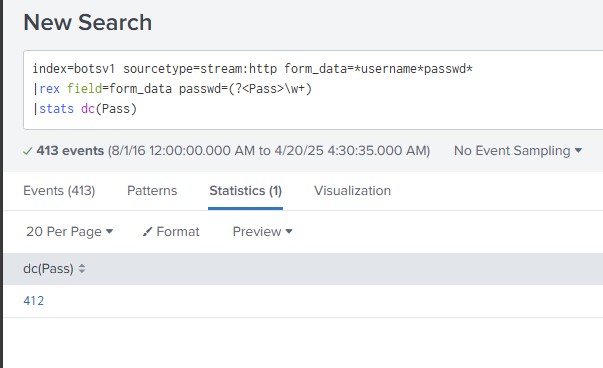 New Search
index=botsv1 sourcetype=stream:http form_data=*username*passwd*
|rex field=form_data passwd=(?<Pass>\w+)
|stats dc(Pass)
✓ 413 events (8/1/16 12:00:00.000 AM to 4/20/25 4:30:35.000 AM) No Event Sampling ▾
Events (413) Patterns Statistics (1) Visualization
20 Per Page ▾ Format Preview ▾
dc(Pass)
412